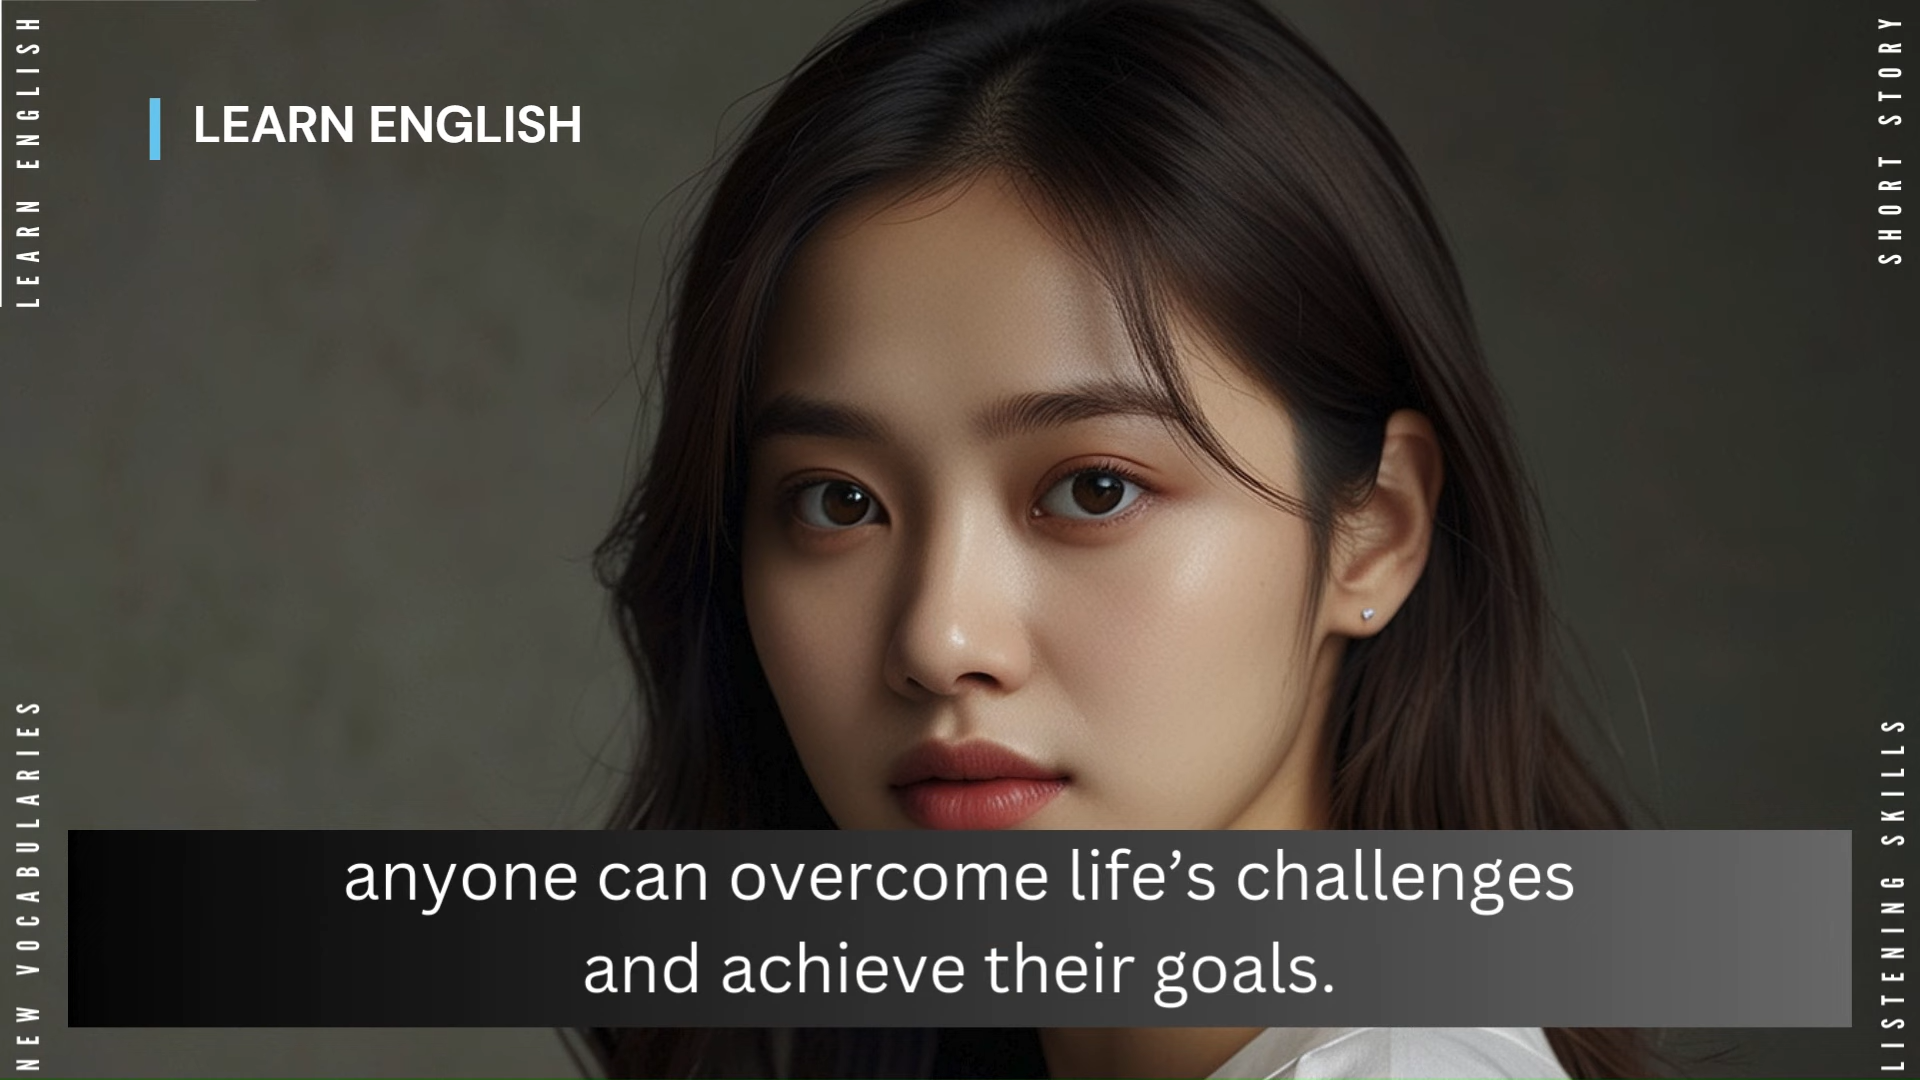 LEARN ENGLISH
LEARN ENGLISH
SHORT STORY
NEW VOCABULARIES
LISTENING SKILLS
anyone can overcome life’s challenges
and achieve their goals.